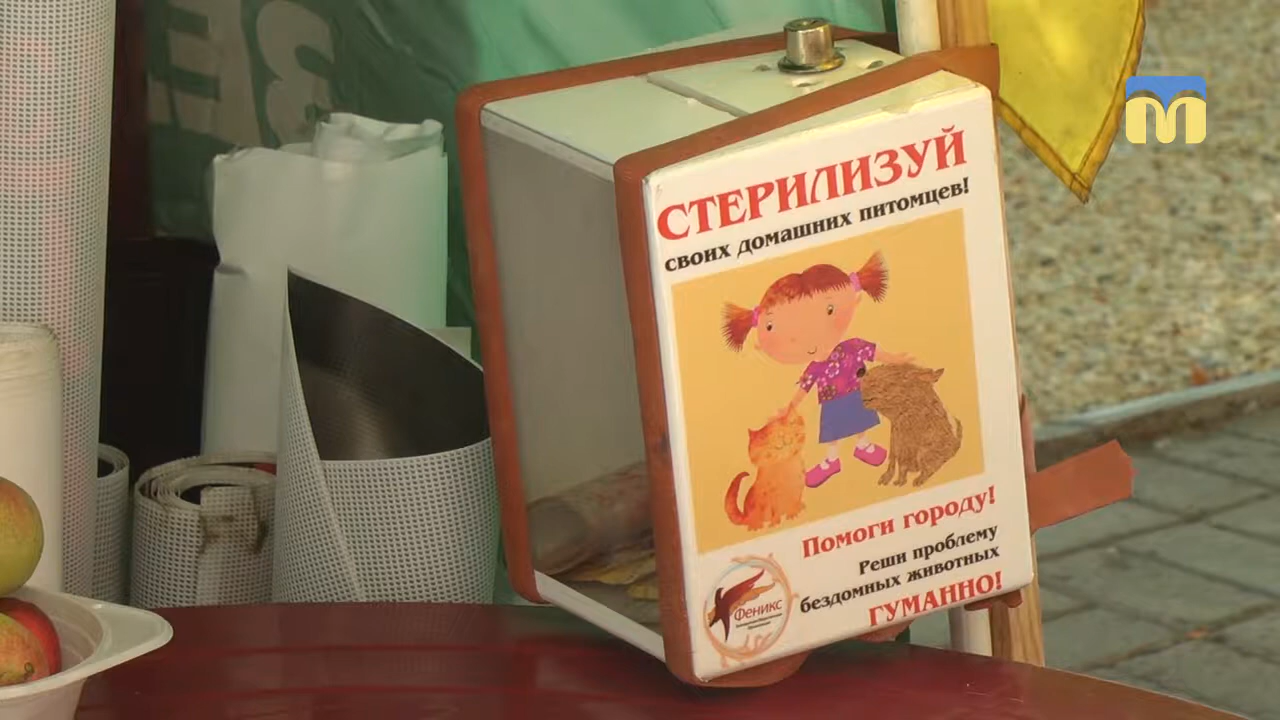 СТЕРИЛИЗУЙ
своих домашних питомцев!
Помоги городу!
Реши проблему
бездомных животных
ГУМАННО!
Феникс